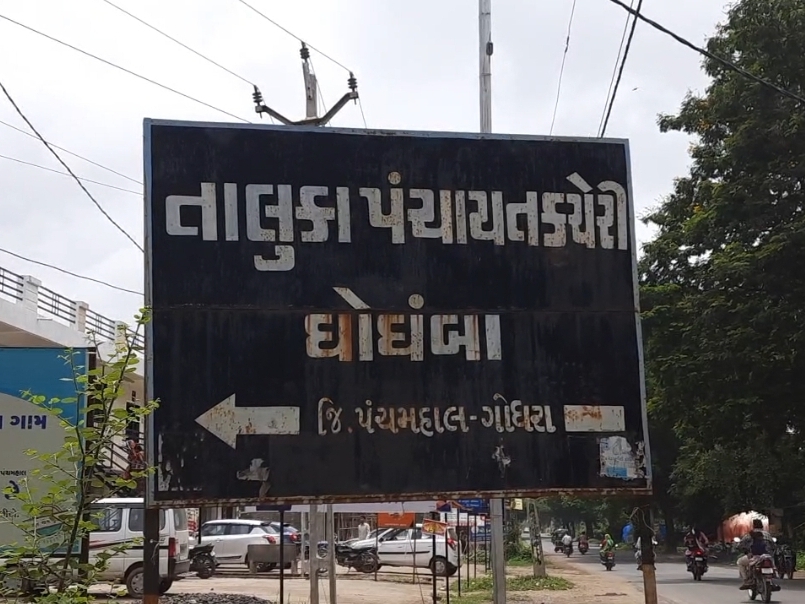 તાલુકા પંચાયત કચેરી
ઘોઘંબા
જિ. પંચમહાલ-ગોધરા
ગામ